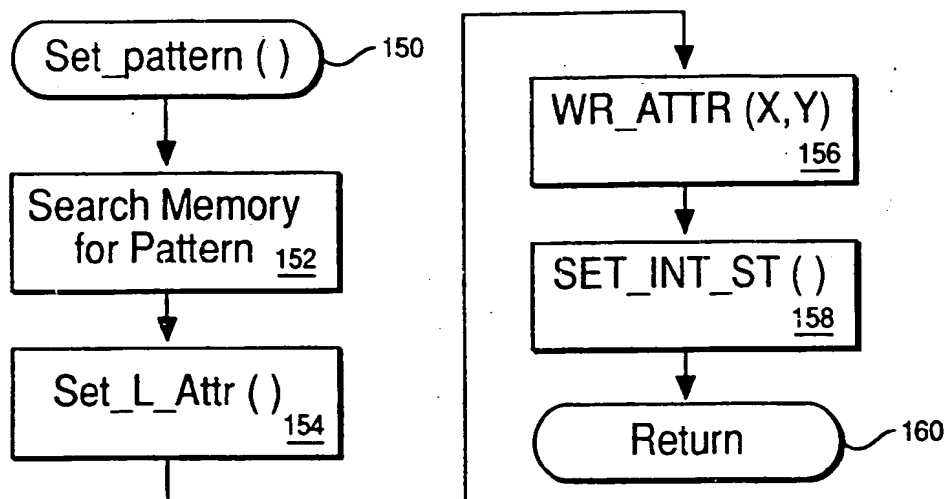 Set_pattern ( )
150
Search Memory
for Pattern
152
Set_L_Attr ( )
154
WR_ATTR (X,Y)
156
SET_INT_ST ( )
158
Return
160